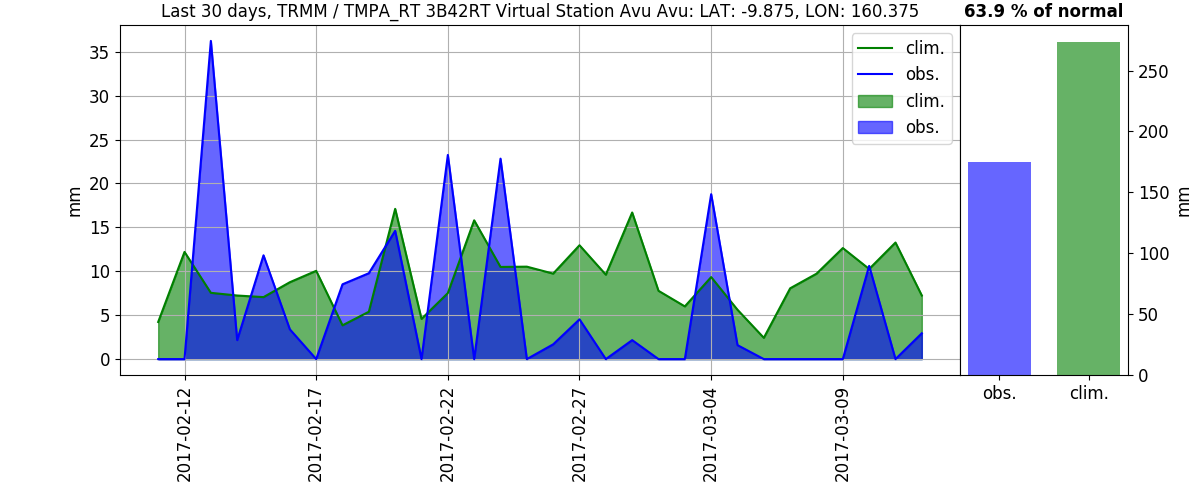 Last 30 days, TRMM / TMPA_RT 3B42RT Virtual Station Avu Avu: LAT: -9.875, LON: 160.375
63.9 % of normal
mm
35
30
25
20
15
10
5
0
clim.
obs.
clim.
obs.
2017-02-12
2017-02-17
2017-02-22
2017-02-27
2017-03-04
2017-03-09
obs.
clim.
250
200
150
100
50
0
mm